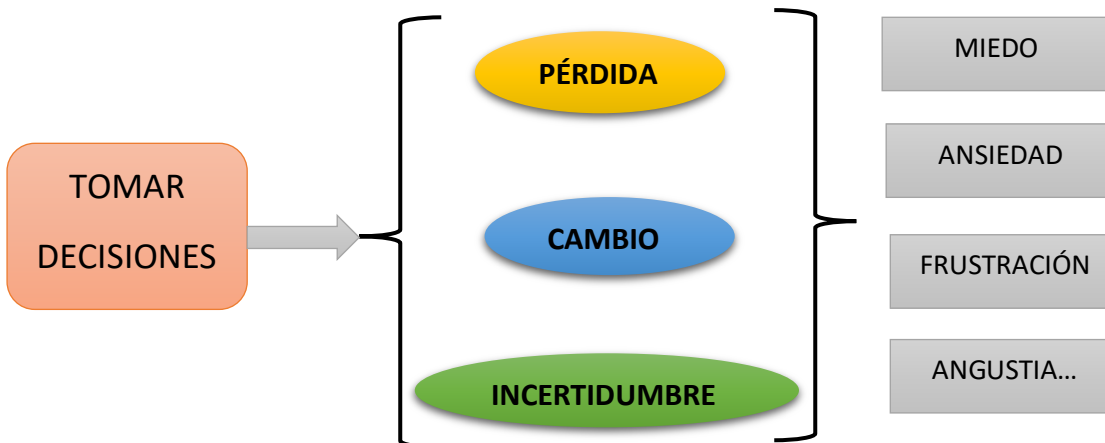 TOMAR
DECISIONES
PÉRDIDA
CAMBIO
INCERTIDUMBRE
MIEDO
ANSIEDAD
FRUSTRACIÓN
ANGUSTIA...